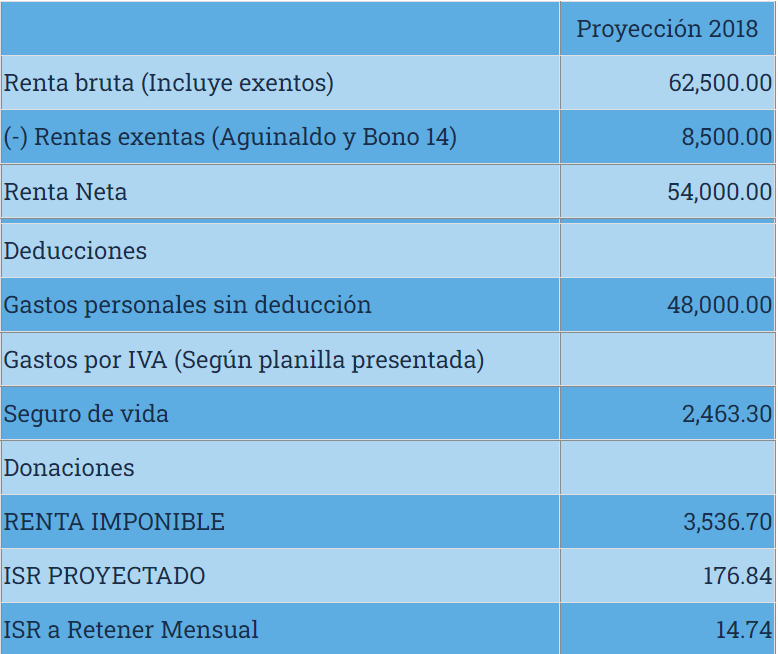 Proyección 2018
Renta bruta (Incluye exentos) 62,500.00
(-) Rentas exentas (Aguinaldo y Bono 14) 8,500.00
Renta Neta 54,000.00
Deducciones
Gastos personales sin deducción 48,000.00
Gastos por IVA (Según planilla presentada)
Seguro de vida 2,463.30
Donaciones
RENTA IMPONIBLE 3,536.70
ISR PROYECTADO 176.84
ISR a Retener Mensual 14.74